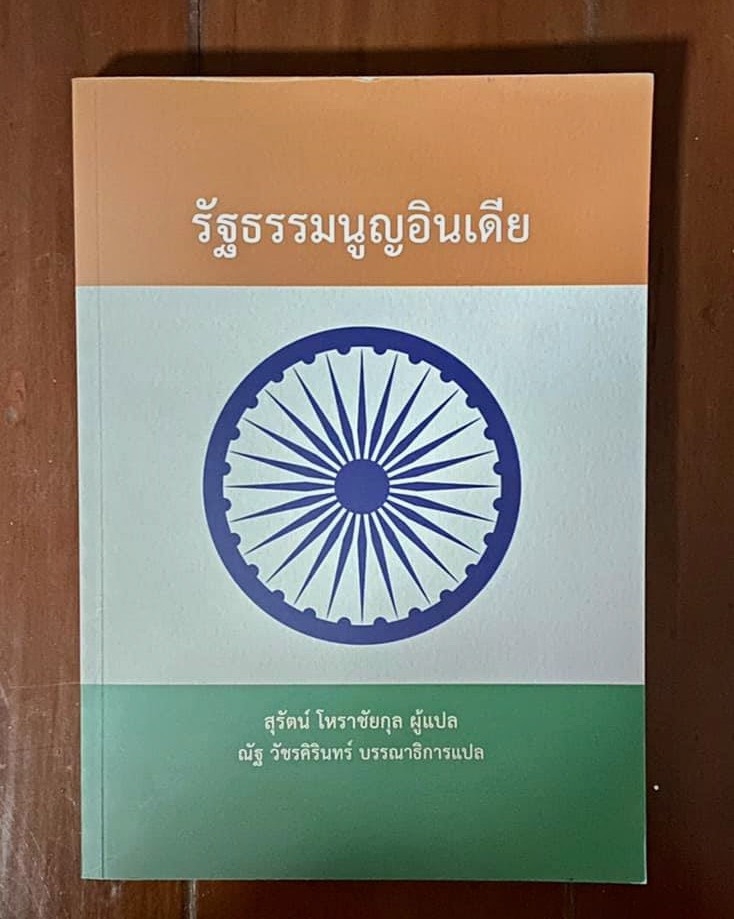 รัฐธรรมนูญอินเดีย
สุรัตน์ โหราชัยกุล ผู้แปล
ณัฐ วัชรคิรินทร์ บรรณาธิการแปล